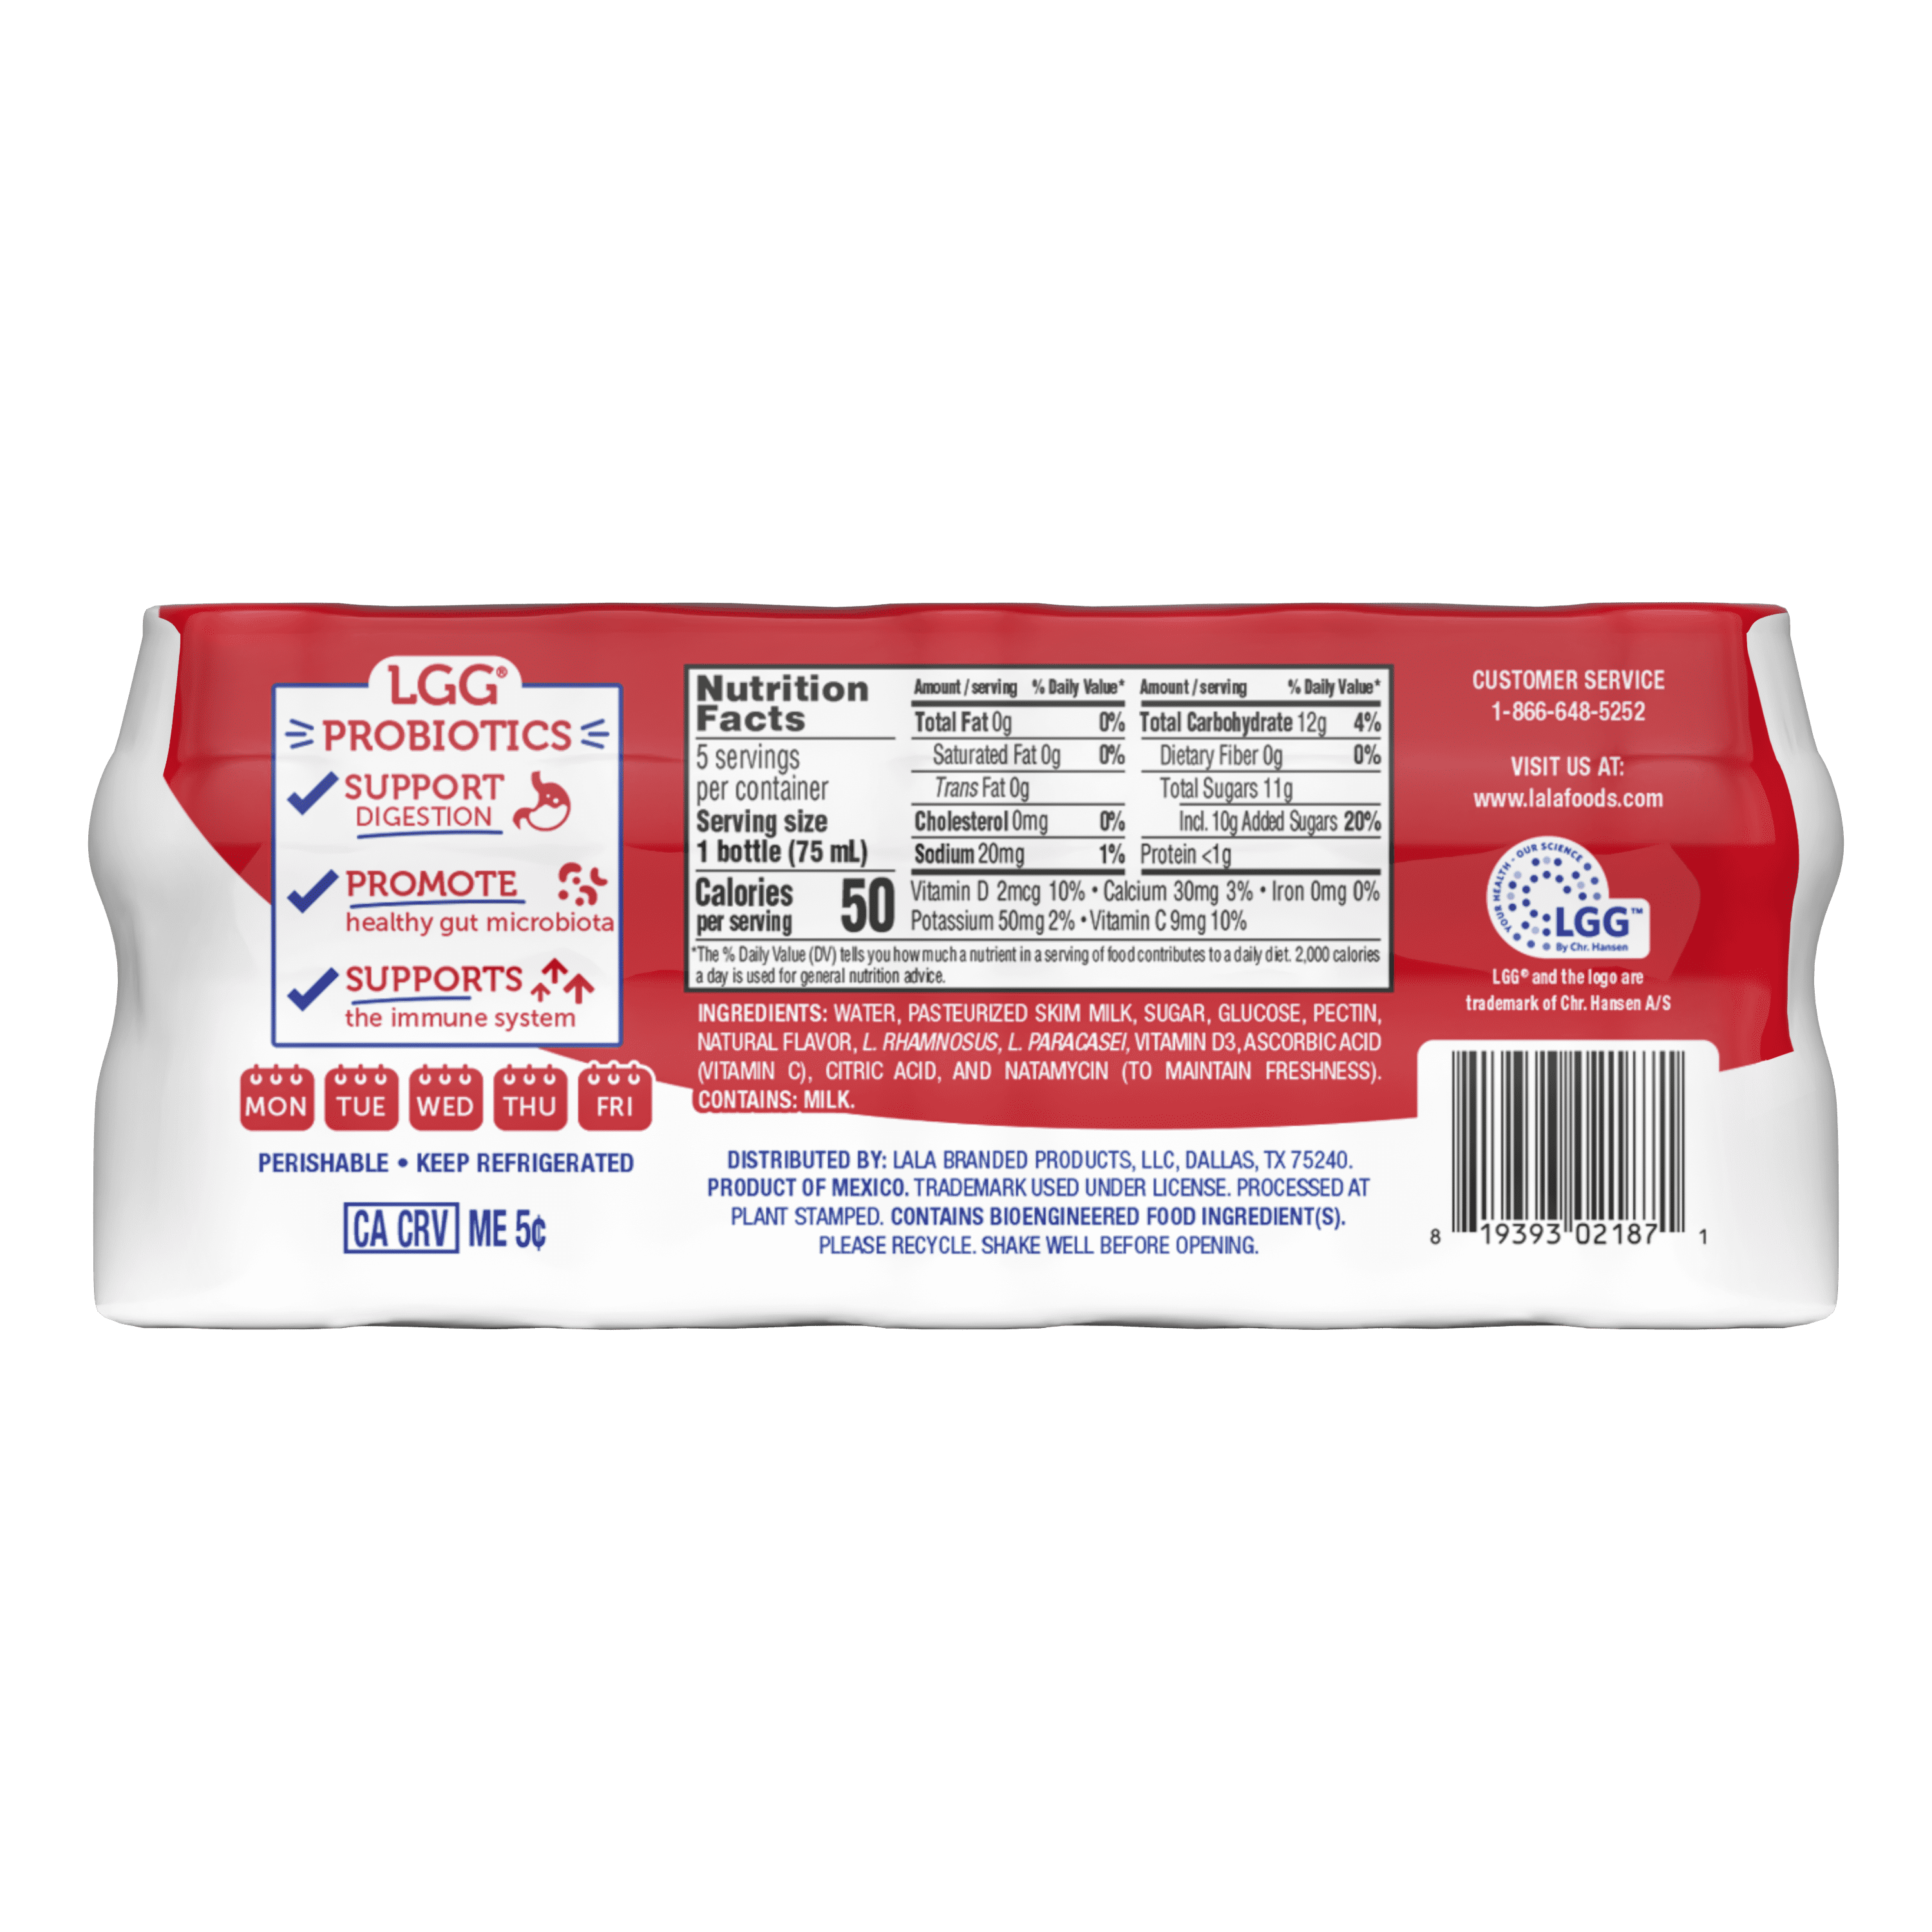 LGG®
PROBIOTICS
SUPPORT
DIGESTION
PROMOTE
healthy gut microbiota
SUPPORTS
the immune system
MON TUE WED THU FRI
PERISHABLE • KEEP REFRIGERATED
CA CRV ME 5¢
Nutrition
Facts
5 servings
per container
Serving size
1 bottle (75 mL)
Calories
per serving 50
Amount / serving % Daily Value*
Total Fat 0g 0%
Saturated Fat 0g 0%
Trans Fat 0g
Cholesterol 0mg 0%
Sodium 20mg 1%
Amount / serving % Daily Value*
Total Carbohydrate 12g 4%
Dietary Fiber 0g 0%
Total Sugars 11g
Incl. 10g Added Sugars 20%
Protein <1g
Vitamin D 2mcg 10% • Calcium 30mg 3% • Iron 0mg 0%
Potassium 50mg 2% • Vitamin C 9mg 10%
*The % Daily Value (DV) tells you how much a nutrient in a serving of food contributes to a daily diet. 2,000 calories
a day is used for general nutrition advice.
INGREDIENTS: WATER, PASTEURIZED SKIM MILK, SUGAR, GLUCOSE, PECTIN,
NATURAL FLAVOR, L. RHAMNOSUS, L. PARACASEI, VITAMIN D3, ASCORBIC ACID
(VITAMIN C), CITRIC ACID, AND NATAMYCIN (TO MAINTAIN FRESHNESS).
CONTAINS: MILK.
DISTRIBUTED BY: LALA BRANDED PRODUCTS, LLC, DALLAS, TX 75240.
PRODUCT OF MEXICO. TRADEMARK USED UNDER LICENSE. PROCESSED AT
PLANT STAMPED. CONTAINS BIOENGINEERED FOOD INGREDIENT(S).
PLEASE RECYCLE. SHAKE WELL BEFORE OPENING.
CUSTOMER SERVICE
1-866-648-5252
VISIT US AT:
www.lalafoods.com
YOUR HEALTH - OUR SCIENCE
LGG™
By Chr. Hansen
LGG® and the logo are
trademark of Chr. Hansen A/S
8 19393 02187 1